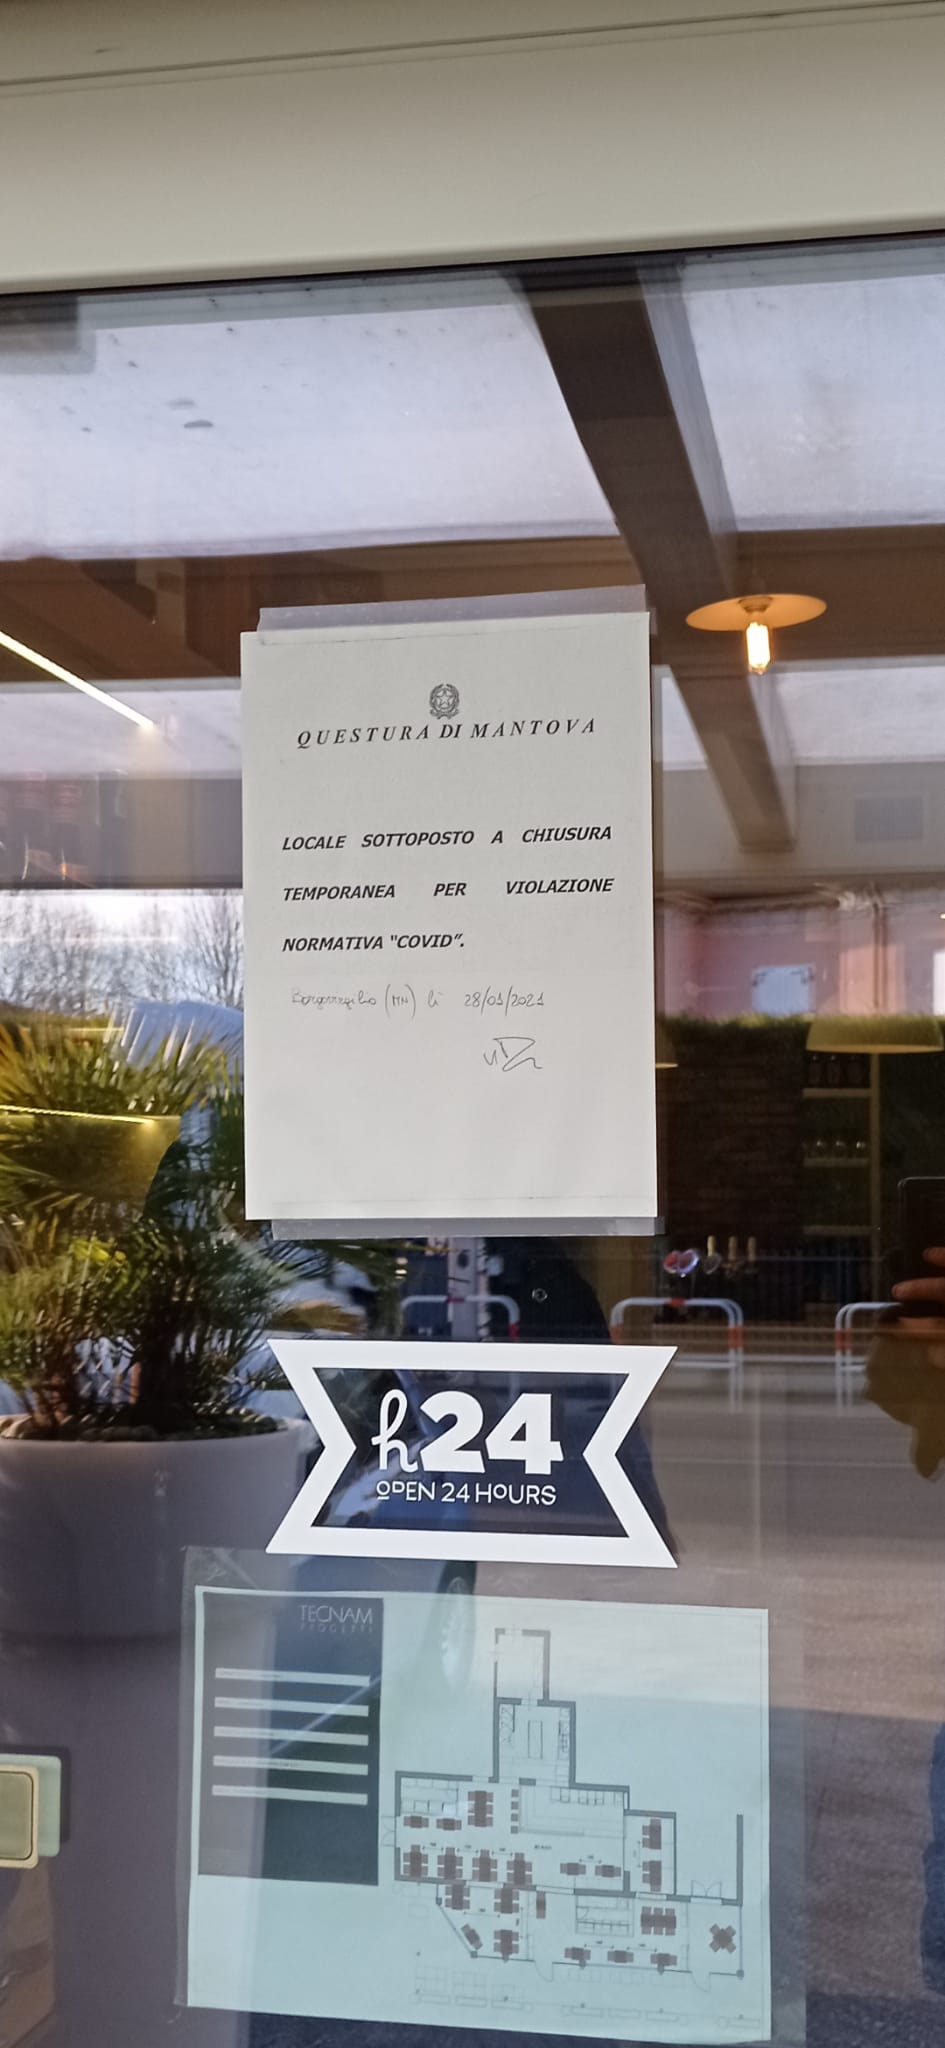 QUESTURA DI MANTOVA
LOCALE SOTTOPOSTO A CHIUSURA
TEMPORANEA PER VIOLAZIONE
NORMATIVA "COVID".
Borgovirgilio (MN) lì 28/01/2021
h24
OPEN 24 HOURS
TECNAM
PROGETTI